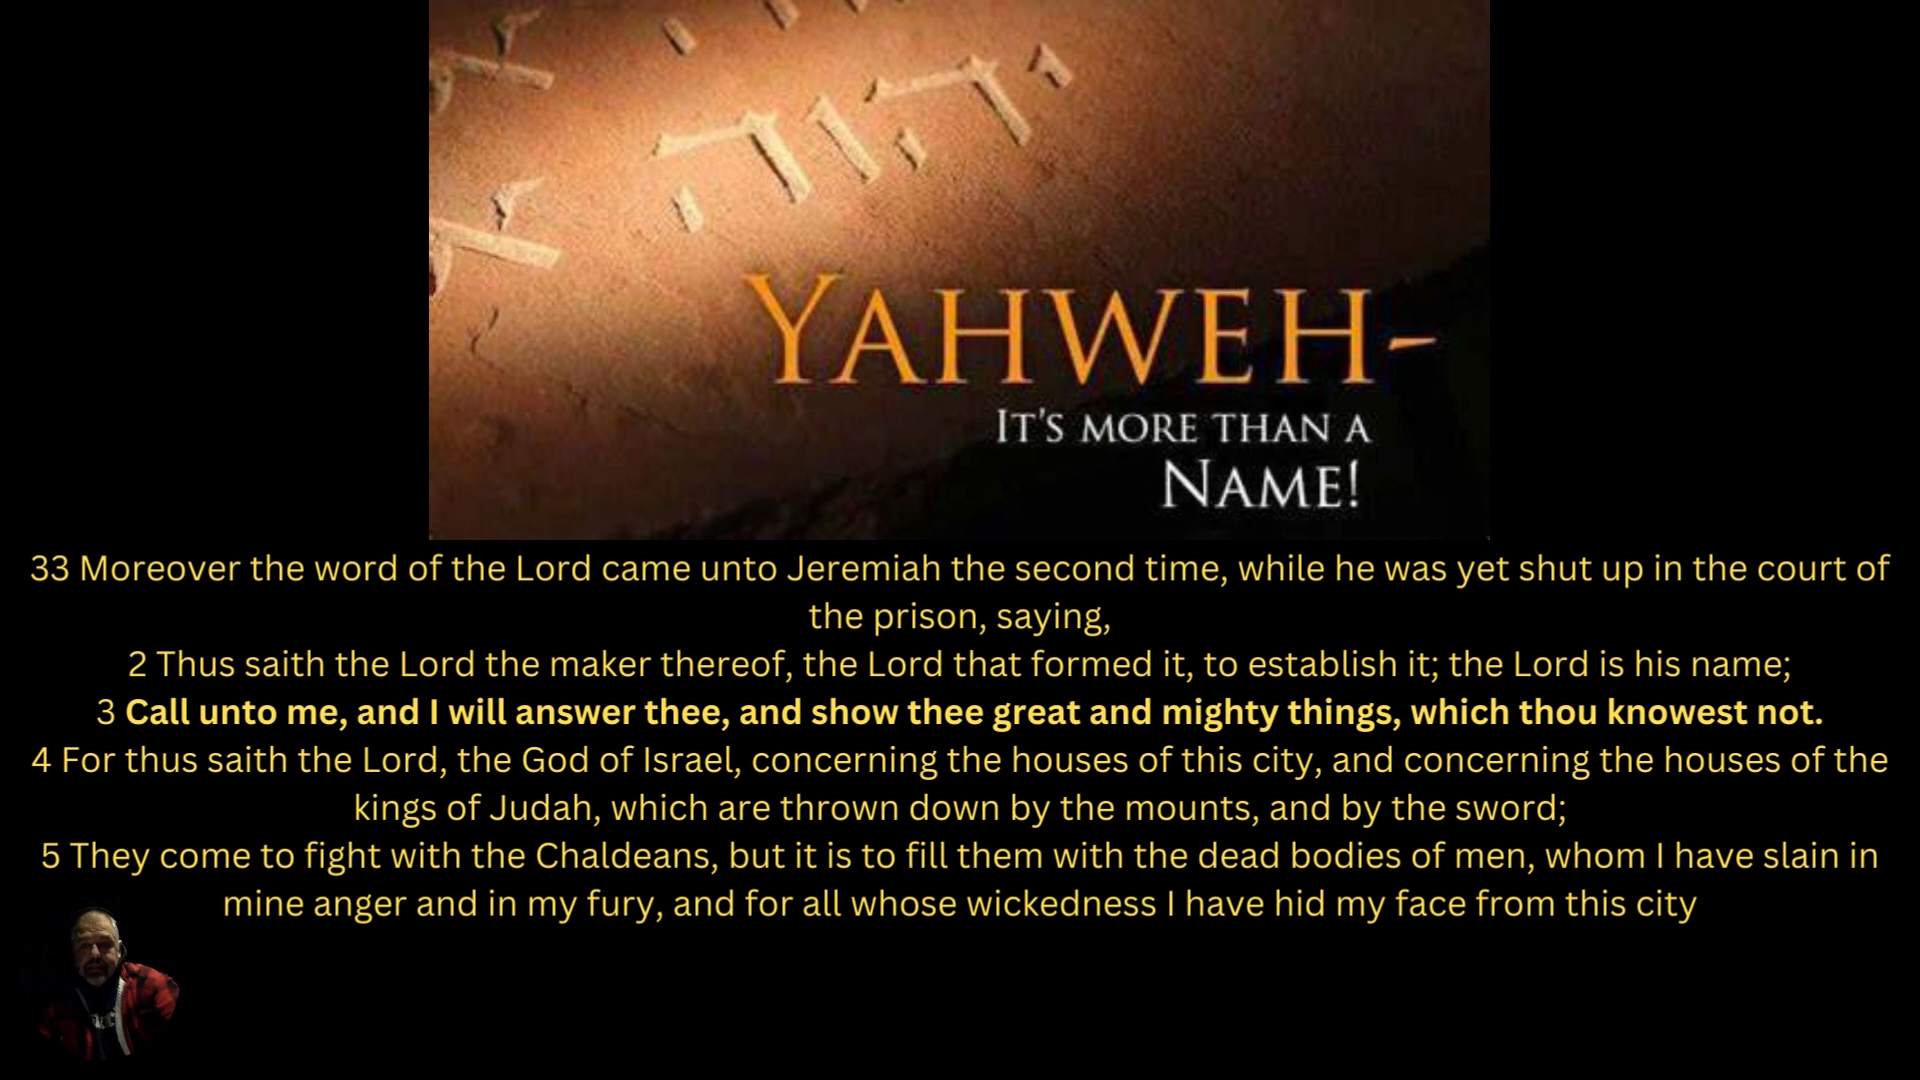 יהוה
YAHWEH-
IT'S MORE THAN A
NAME!
33 Moreover the word of the Lord came unto Jeremiah the second time, while he was yet shut up in the court of
the prison, saying,
2 Thus saith the Lord the maker thereof, the Lord that formed it, to establish it; the Lord is his name;
3 Call unto me, and I will answer thee, and show thee great and mighty things, which thou knowest not.
4 For thus saith the Lord, the God of Israel, concerning the houses of this city, and concerning the houses of the
kings of Judah, which are thrown down by the mounts, and by the sword;
5 They come to fight with the Chaldeans, but it is to fill them with the dead bodies of men, whom I have slain in
mine anger and in my fury, and for all whose wickedness I have hid my face from this city